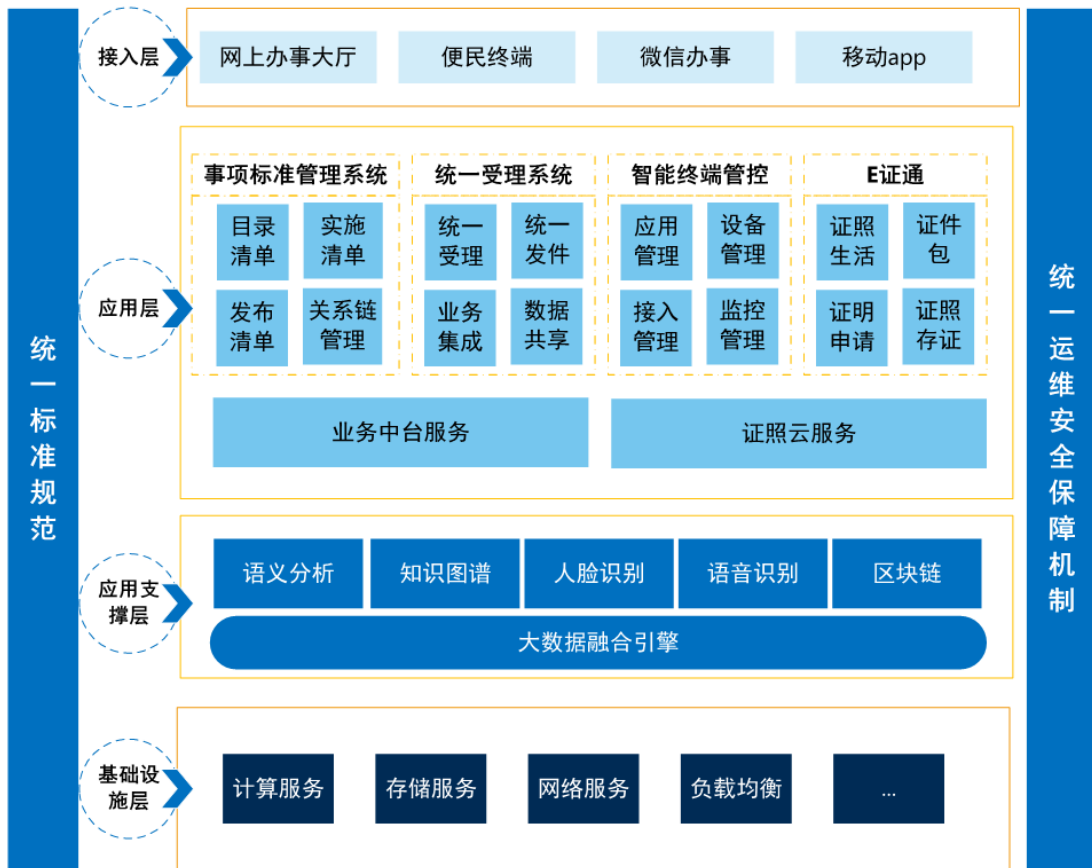 接入层
网上办事大厅
便民终端
微信办事
移动app
应用层
事项标准管理系统
目录
清单
实施
清单
发布
清单
关系链
管理
统一受理系统
统一
受理
统一
发件
业务
集成
数据
共享
智能终端管控
应用
管理
设备
管理
接入
管理
监控
管理
E证通
证照
生活
证件
包
证明
申请
证照
存证
业务中台服务
证照云服务
应用支
撑层
语义分析
知识图谱
人脸识别
语音识别
区块链
大数据融合引擎
基础设
施层
计算服务
存储服务
网络服务
负载均衡
...
统一标准规范
统一运维安全保障机制